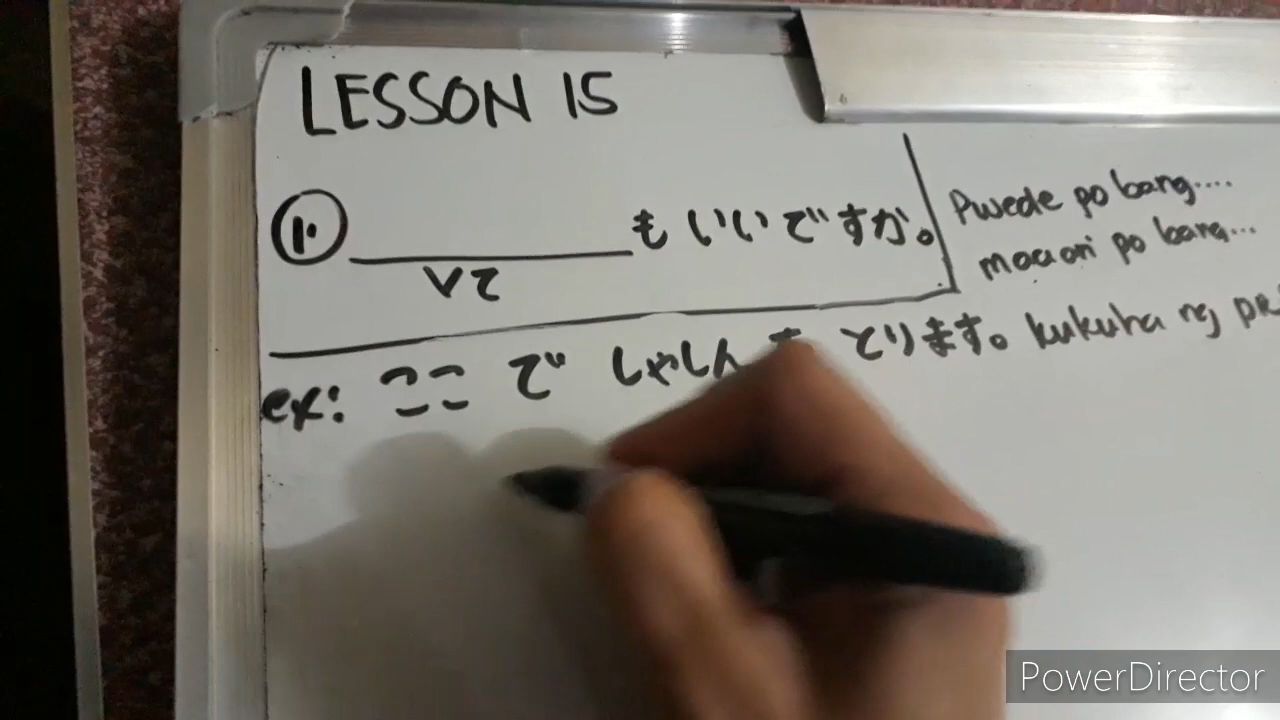 LESSON 15
1. ______ もいいですか。 Pwede po bang....
Vて maaari po bang...
ex: ここ で しゃしん とります。 kukuha ng
PowerDirector